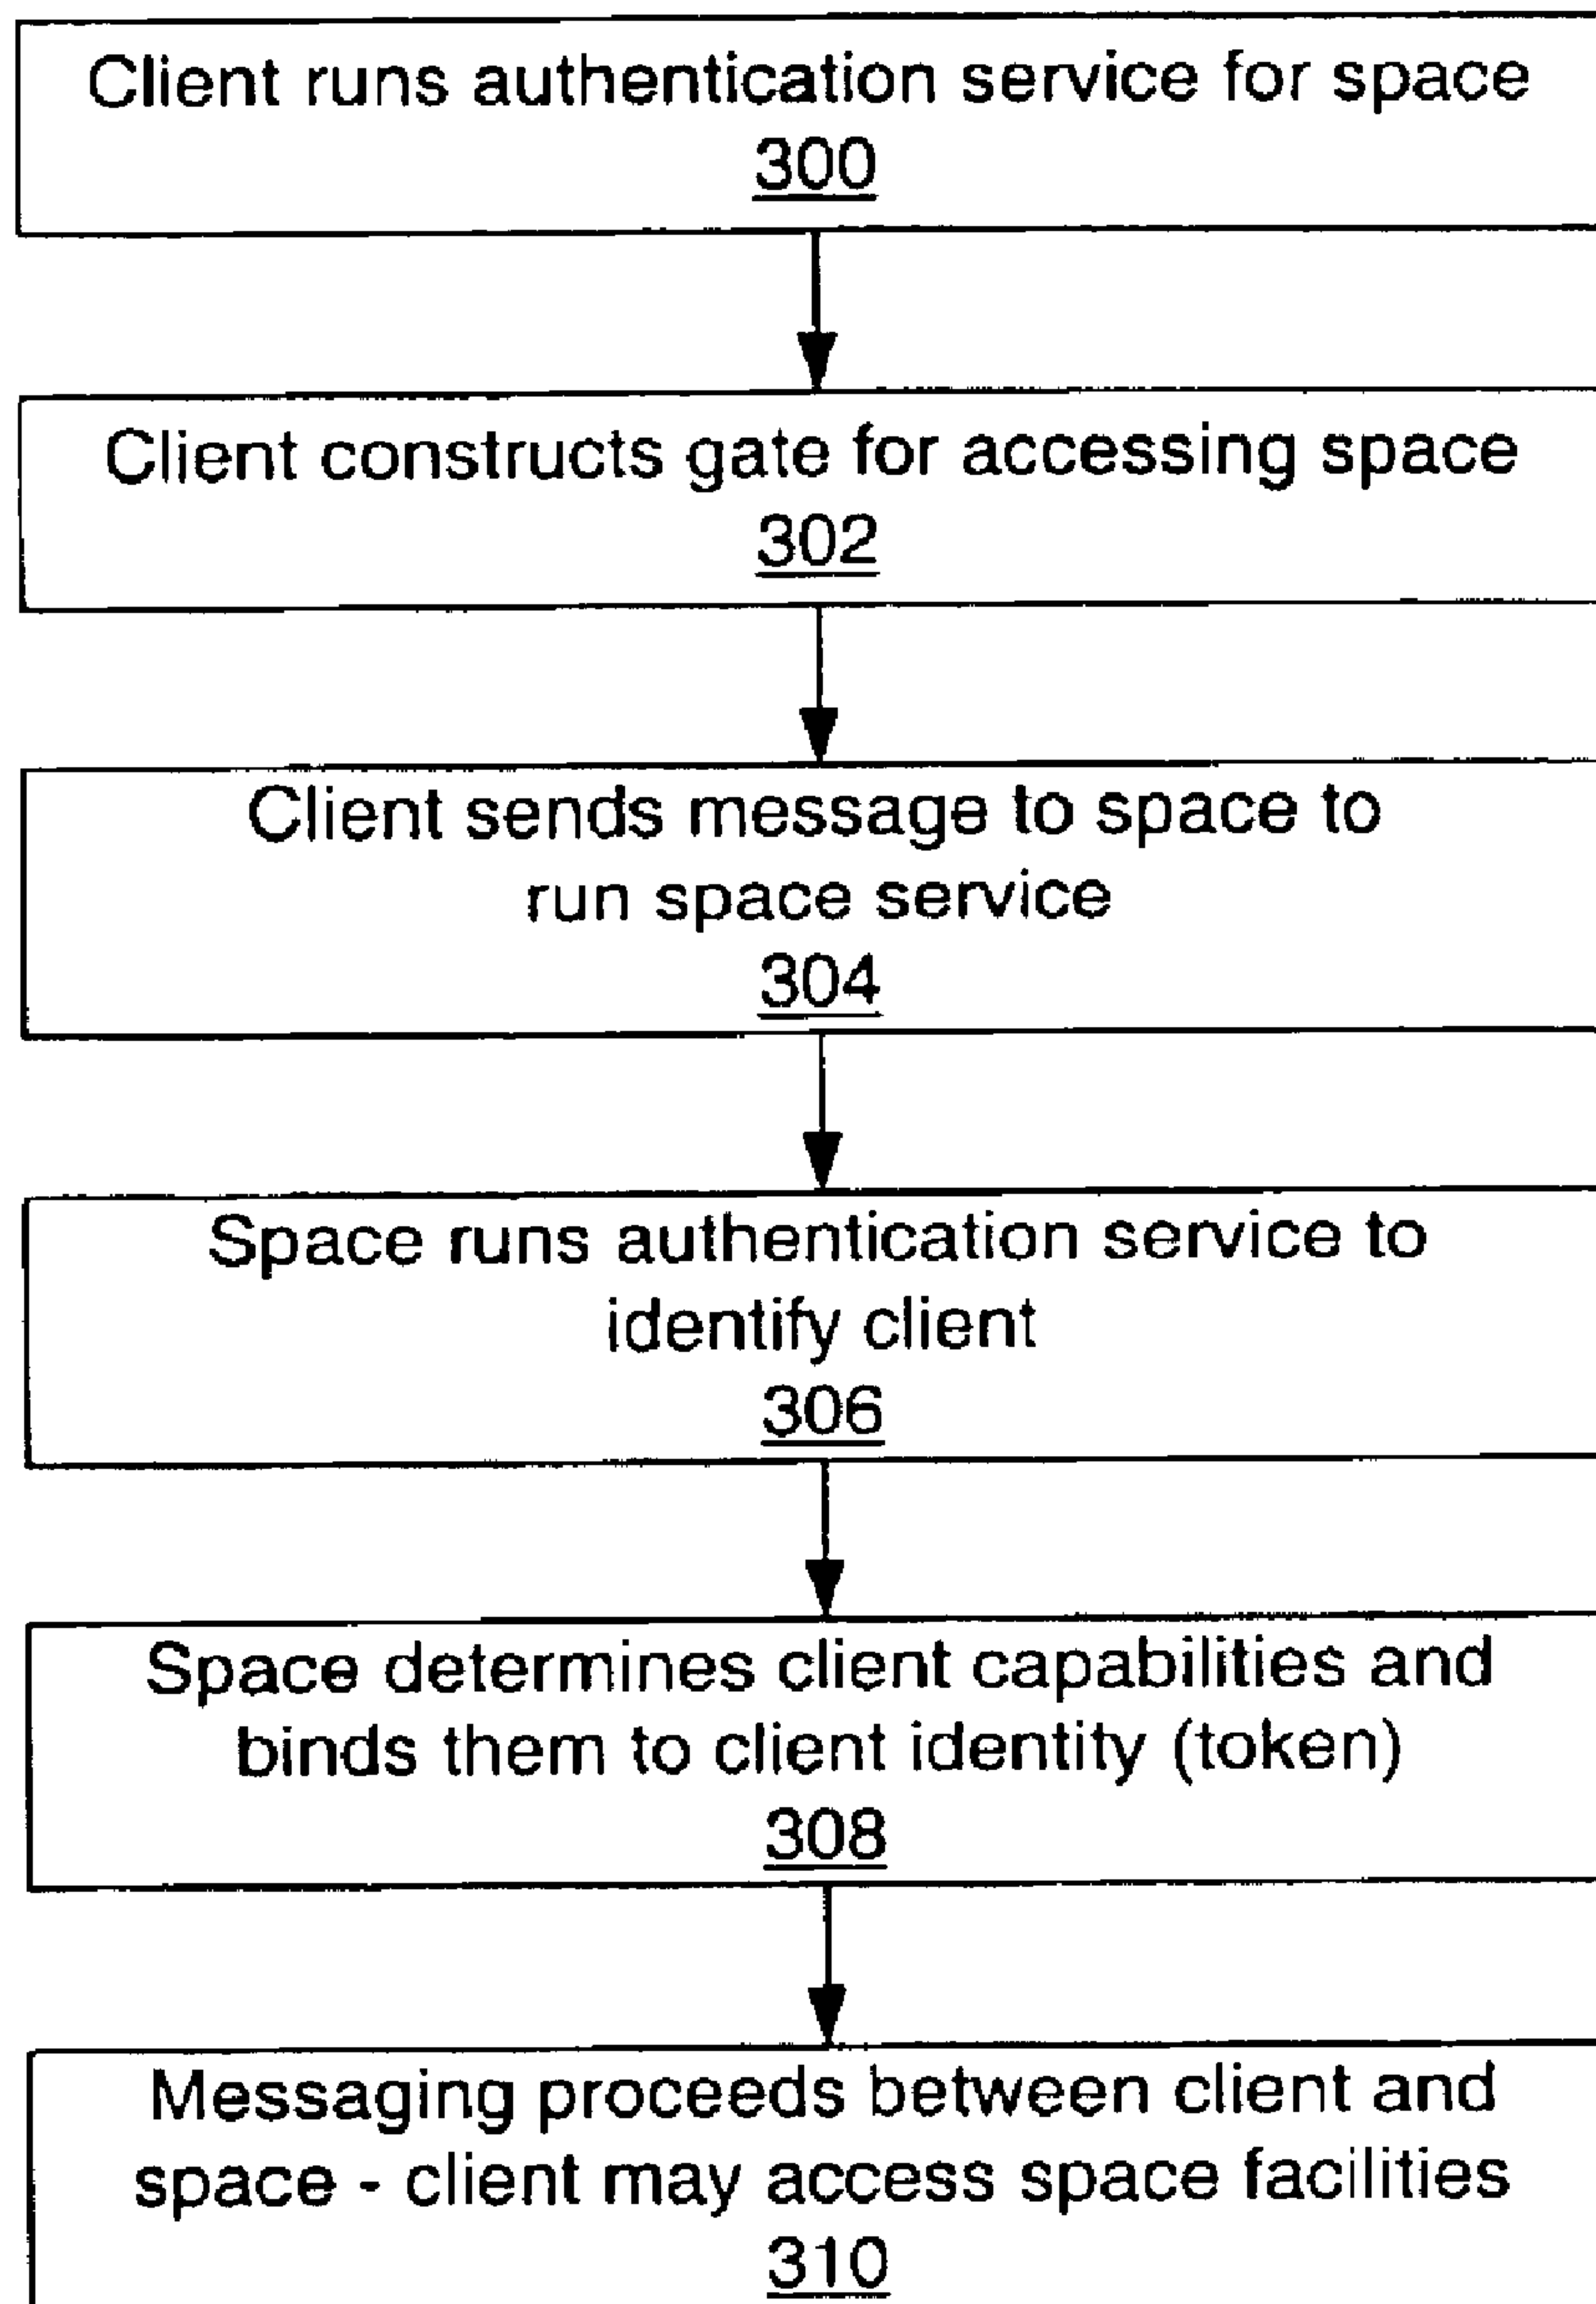 Client runs authentication service for space
300
Client constructs gate for accessing space
302
Client sends message to space to
run space service
304
Space runs authentication service to
identify client
306
Space determines client capabilities and
binds them to client identity (token)
308
Messaging proceeds between client and
space - client may access space facilities
310